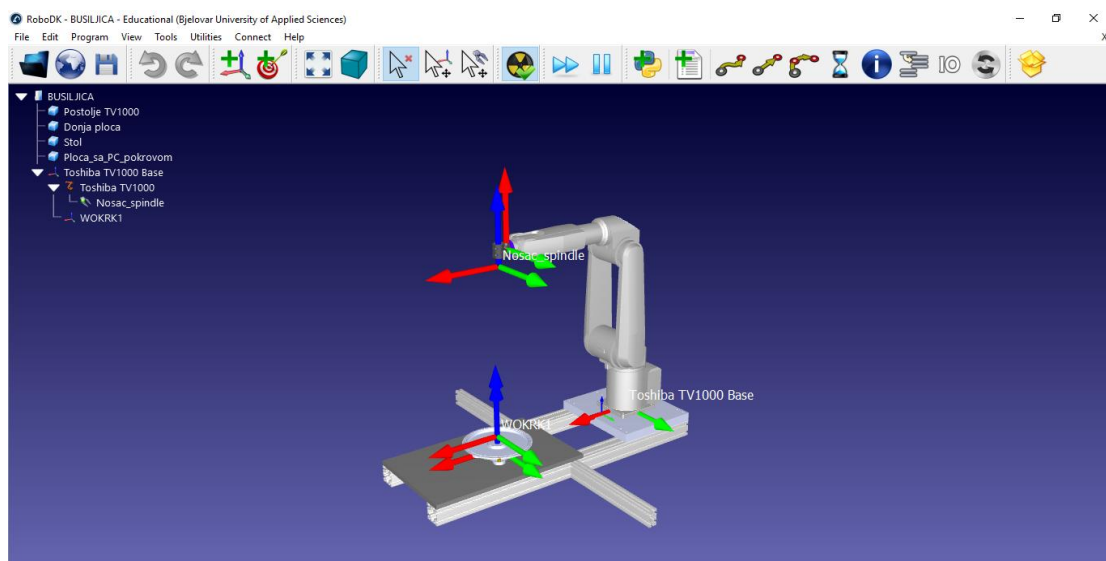 RoboDK - BUSILJICA - Educational (Bjelovar University of Applied Sciences)
File Edit Program View Tools Utilities Connect Help
X
IO
BUSILJICA
Postolje TV1000
Donja ploca
Stol
Ploca_sa_PC_pokrovom
Toshiba TV1000 Base
Toshiba TV1000
Nosac_spindle
WOKRK1
Nosac_spindle
Toshiba TV1000 Base
WOKRK1